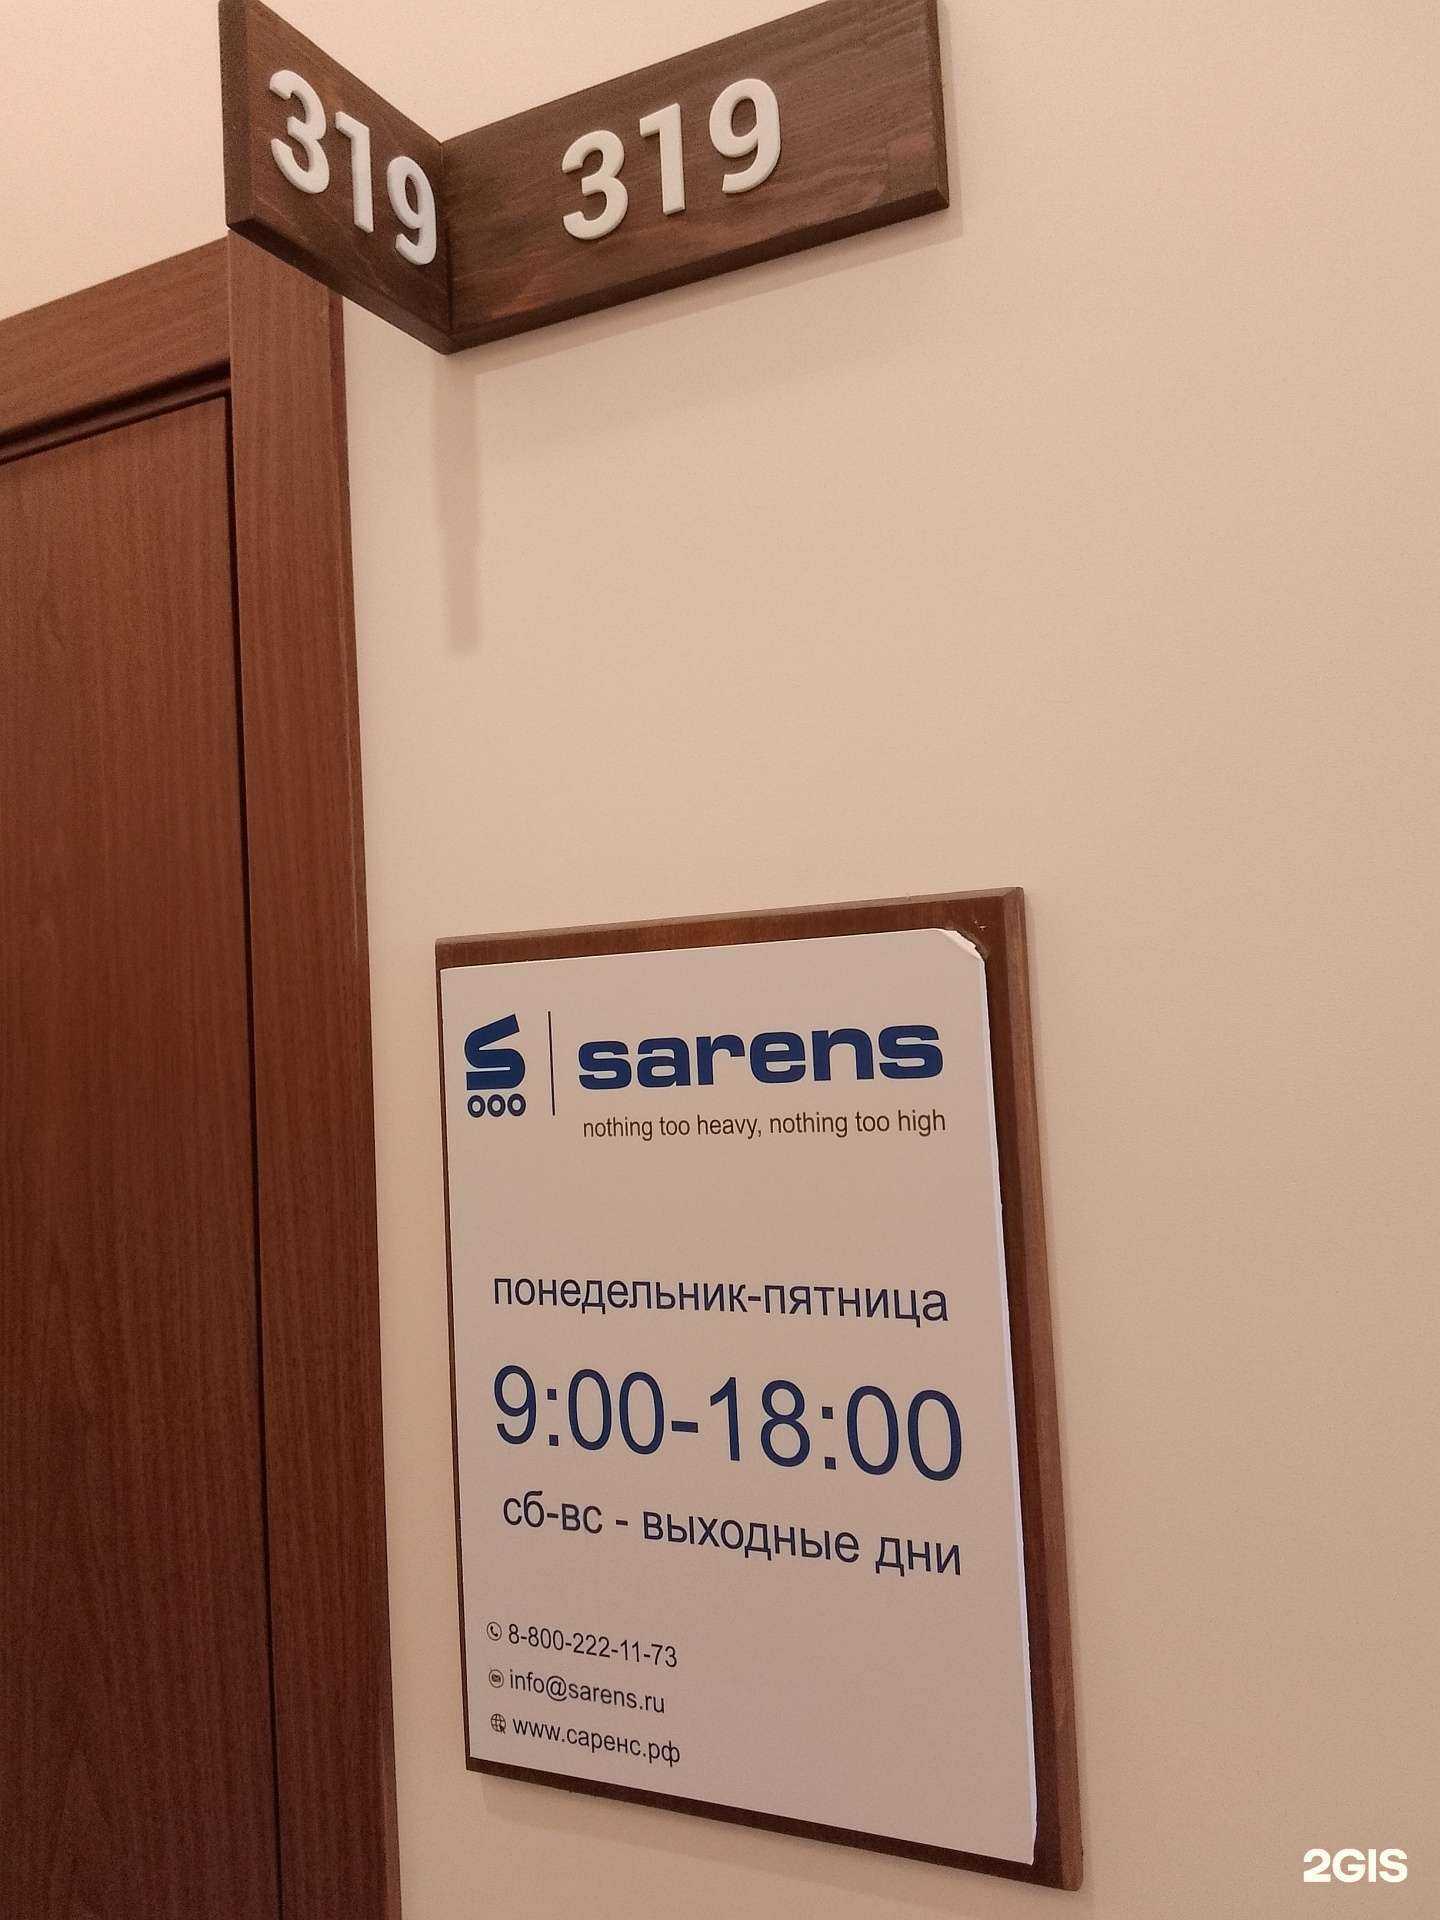 319
319
sarens
nothing too heavy, nothing too high
понедельник-пятница
9:00-18:00
сб-вс - выходные дни
8-800-222-11-73
info@sarens.ru
www.саренс.рф
2GIS